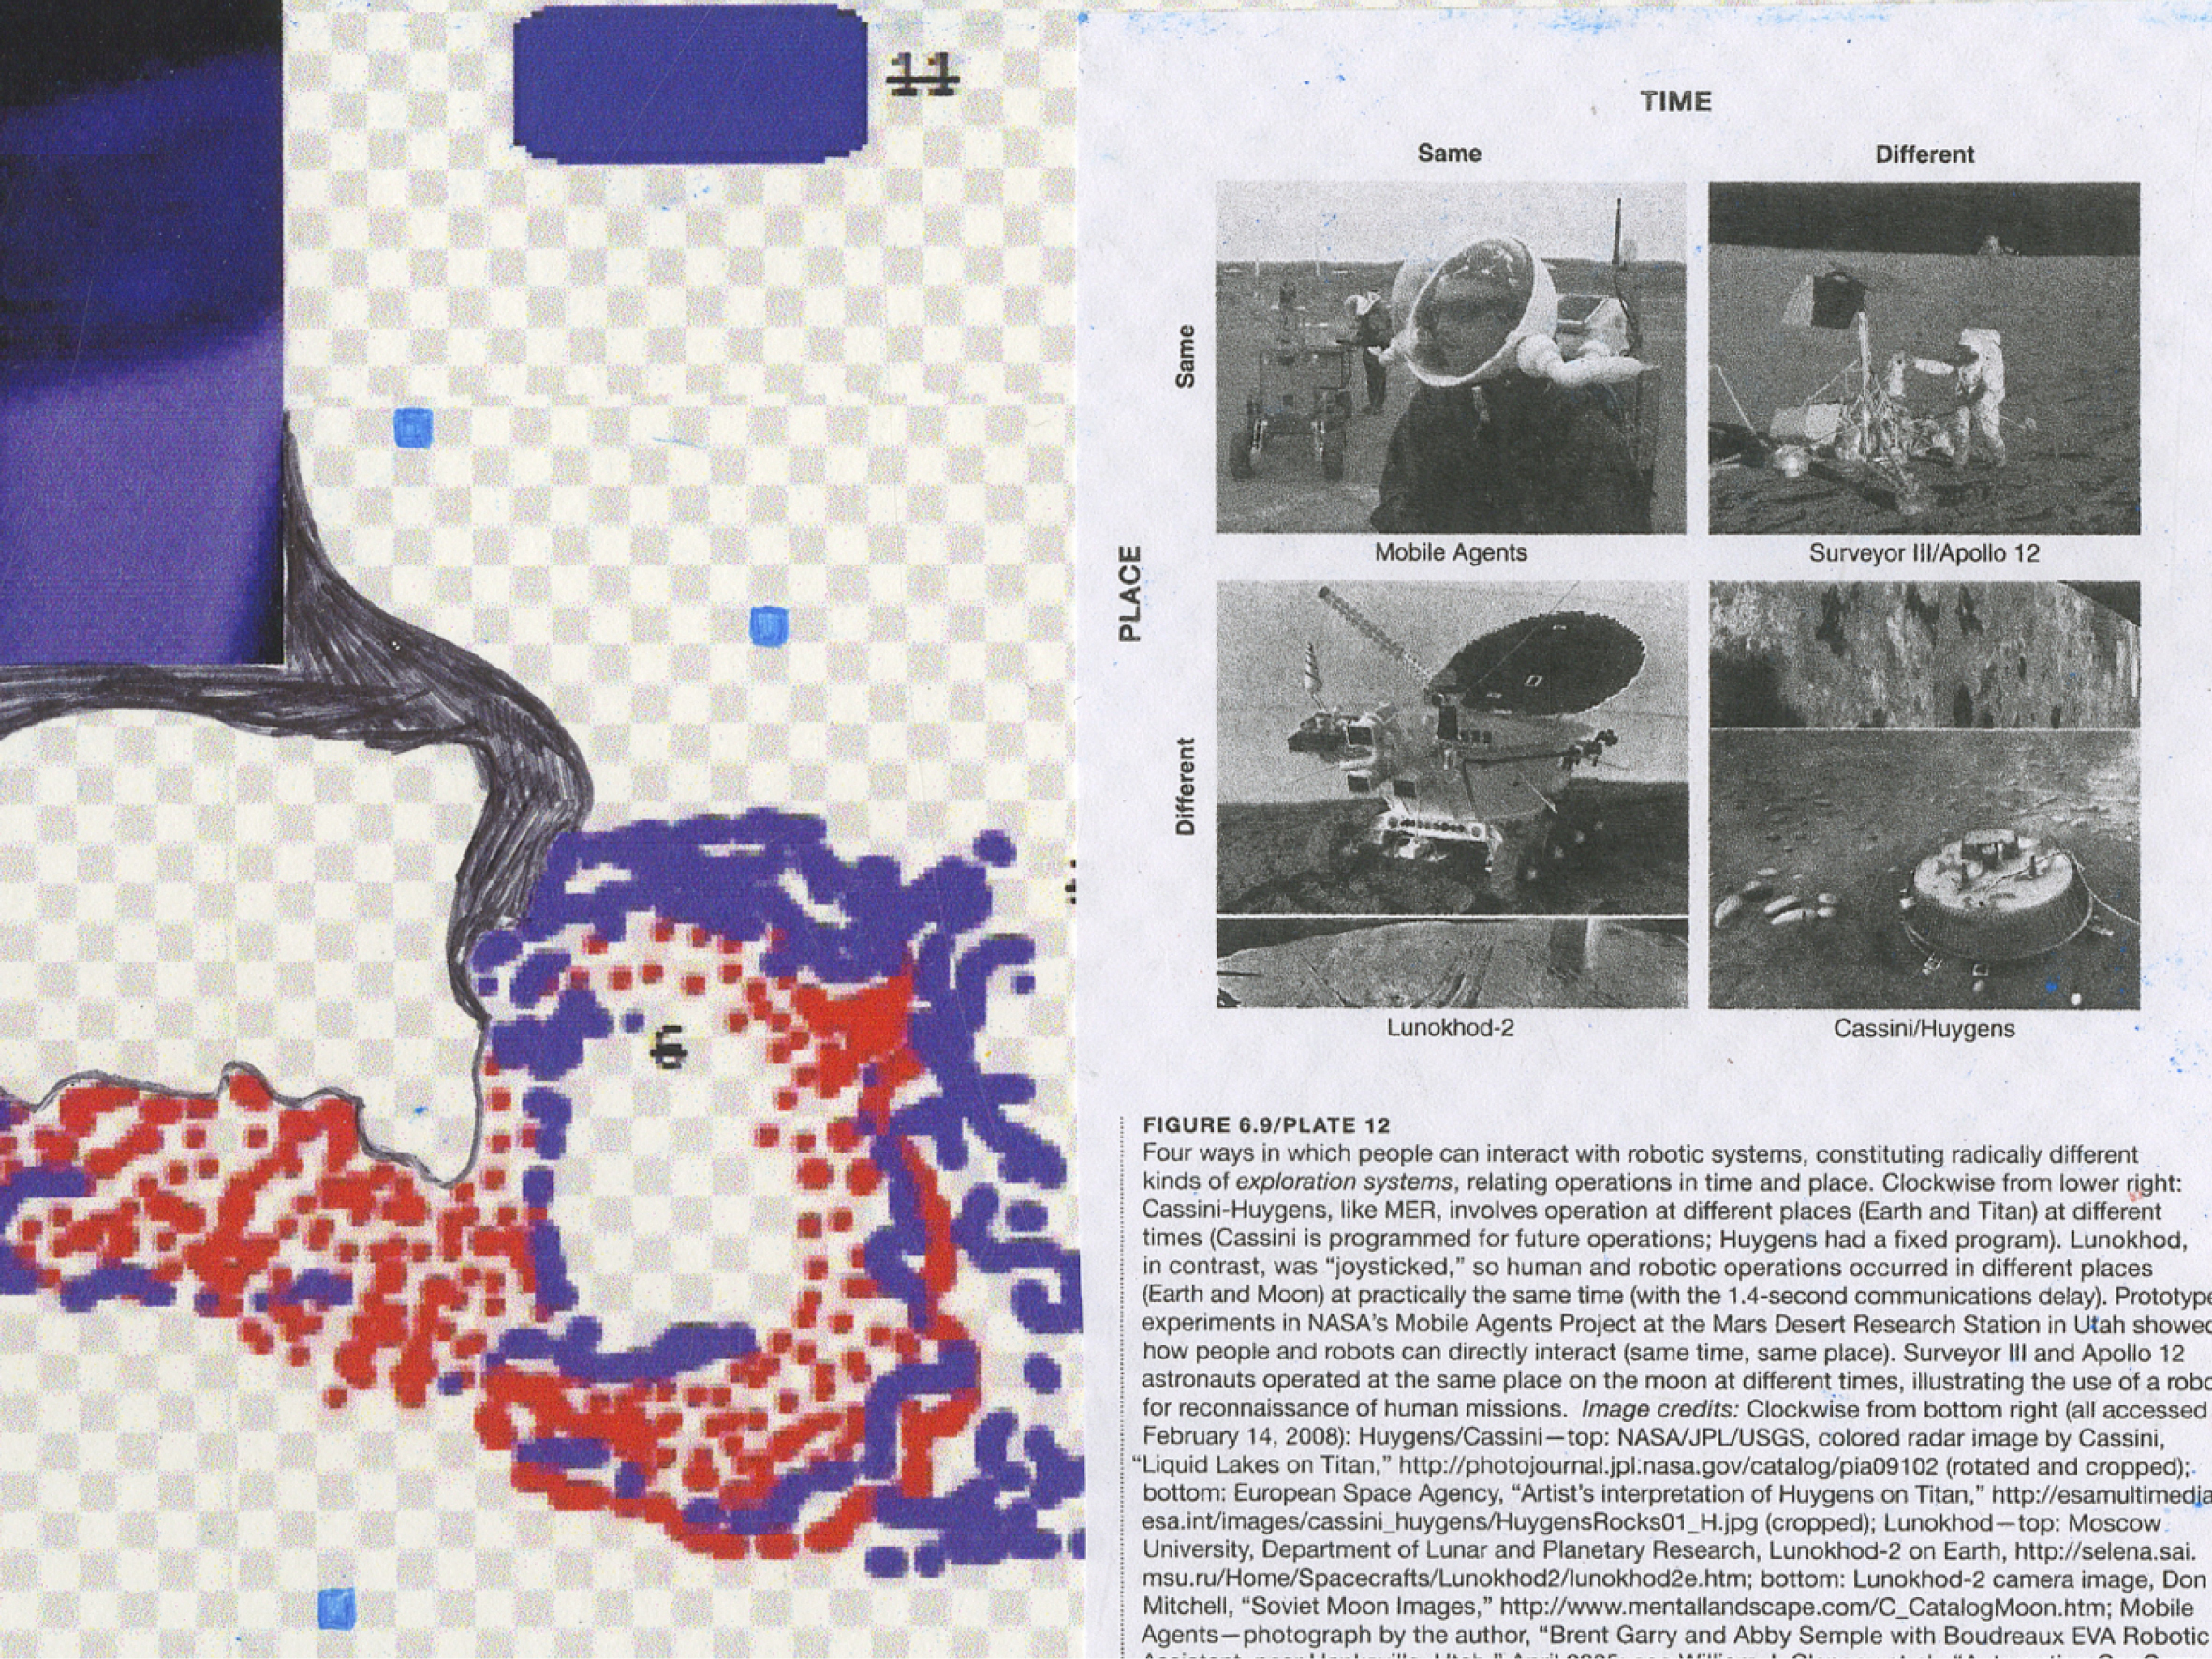 11
6
TIME
Same
Different
PLACE
Same
Mobile Agents
Surveyor III/Apollo 12
Different
Lunokhod-2
Cassini/Huygens
FIGURE 6.9/PLATE 12
Four ways in which people can interact with robotic systems, constituting radically different
kinds of exploration systems, relating operations in time and place. Clockwise from lower right:
Cassini-Huygens, like MER, involves operation at different places (Earth and Titan) at different
times (Cassini is programmed for future operations; Huygens had a fixed program). Lunokhod,
in contrast, was “joysticked,” so human and robotic operations occurred in different places
(Earth and Moon) at practically the same time (with the 1.4-second communications delay). Prototype
experiments in NASA’s Mobile Agents Project at the Mars Desert Research Station in Utah showed
how people and robots can directly interact (same time, same place). Surveyor III and Apollo 12
astronauts operated at the same place on the moon at different times, illustrating the use of a robo
for reconnaissance of human missions. Image credits: Clockwise from bottom right (all accessed
February 14, 2008): Huygens/Cassini—top: NASA/JPL/USGS, colored radar image by Cassini,
“Liquid Lakes on Titan,” http://photojournal.jpl.nasa.gov/catalog/pia09102 (rotated and cropped);
bottom: European Space Agency, “Artist’s interpretation of Huygens on Titan,” http://esamultimedia
esa.int/images/cassini_huygens/HuygensRocks01_H.jpg (cropped); Lunokhod—top: Moscow
University, Department of Lunar and Planetary Research, Lunokhod-2 on Earth, http://selena.sai.
msu.ru/Home/Spacecrafts/Lunokhod2/lunokhod2e.htm; bottom: Lunokhod-2 camera image, Don
Mitchell, “Soviet Moon Images,” http://www.mentallandscape.com/C_CatalogMoon.htm; Mobile
Agents—photograph by the author, “Brent Garry and Abby Semple with Boudreaux EVA Robotic